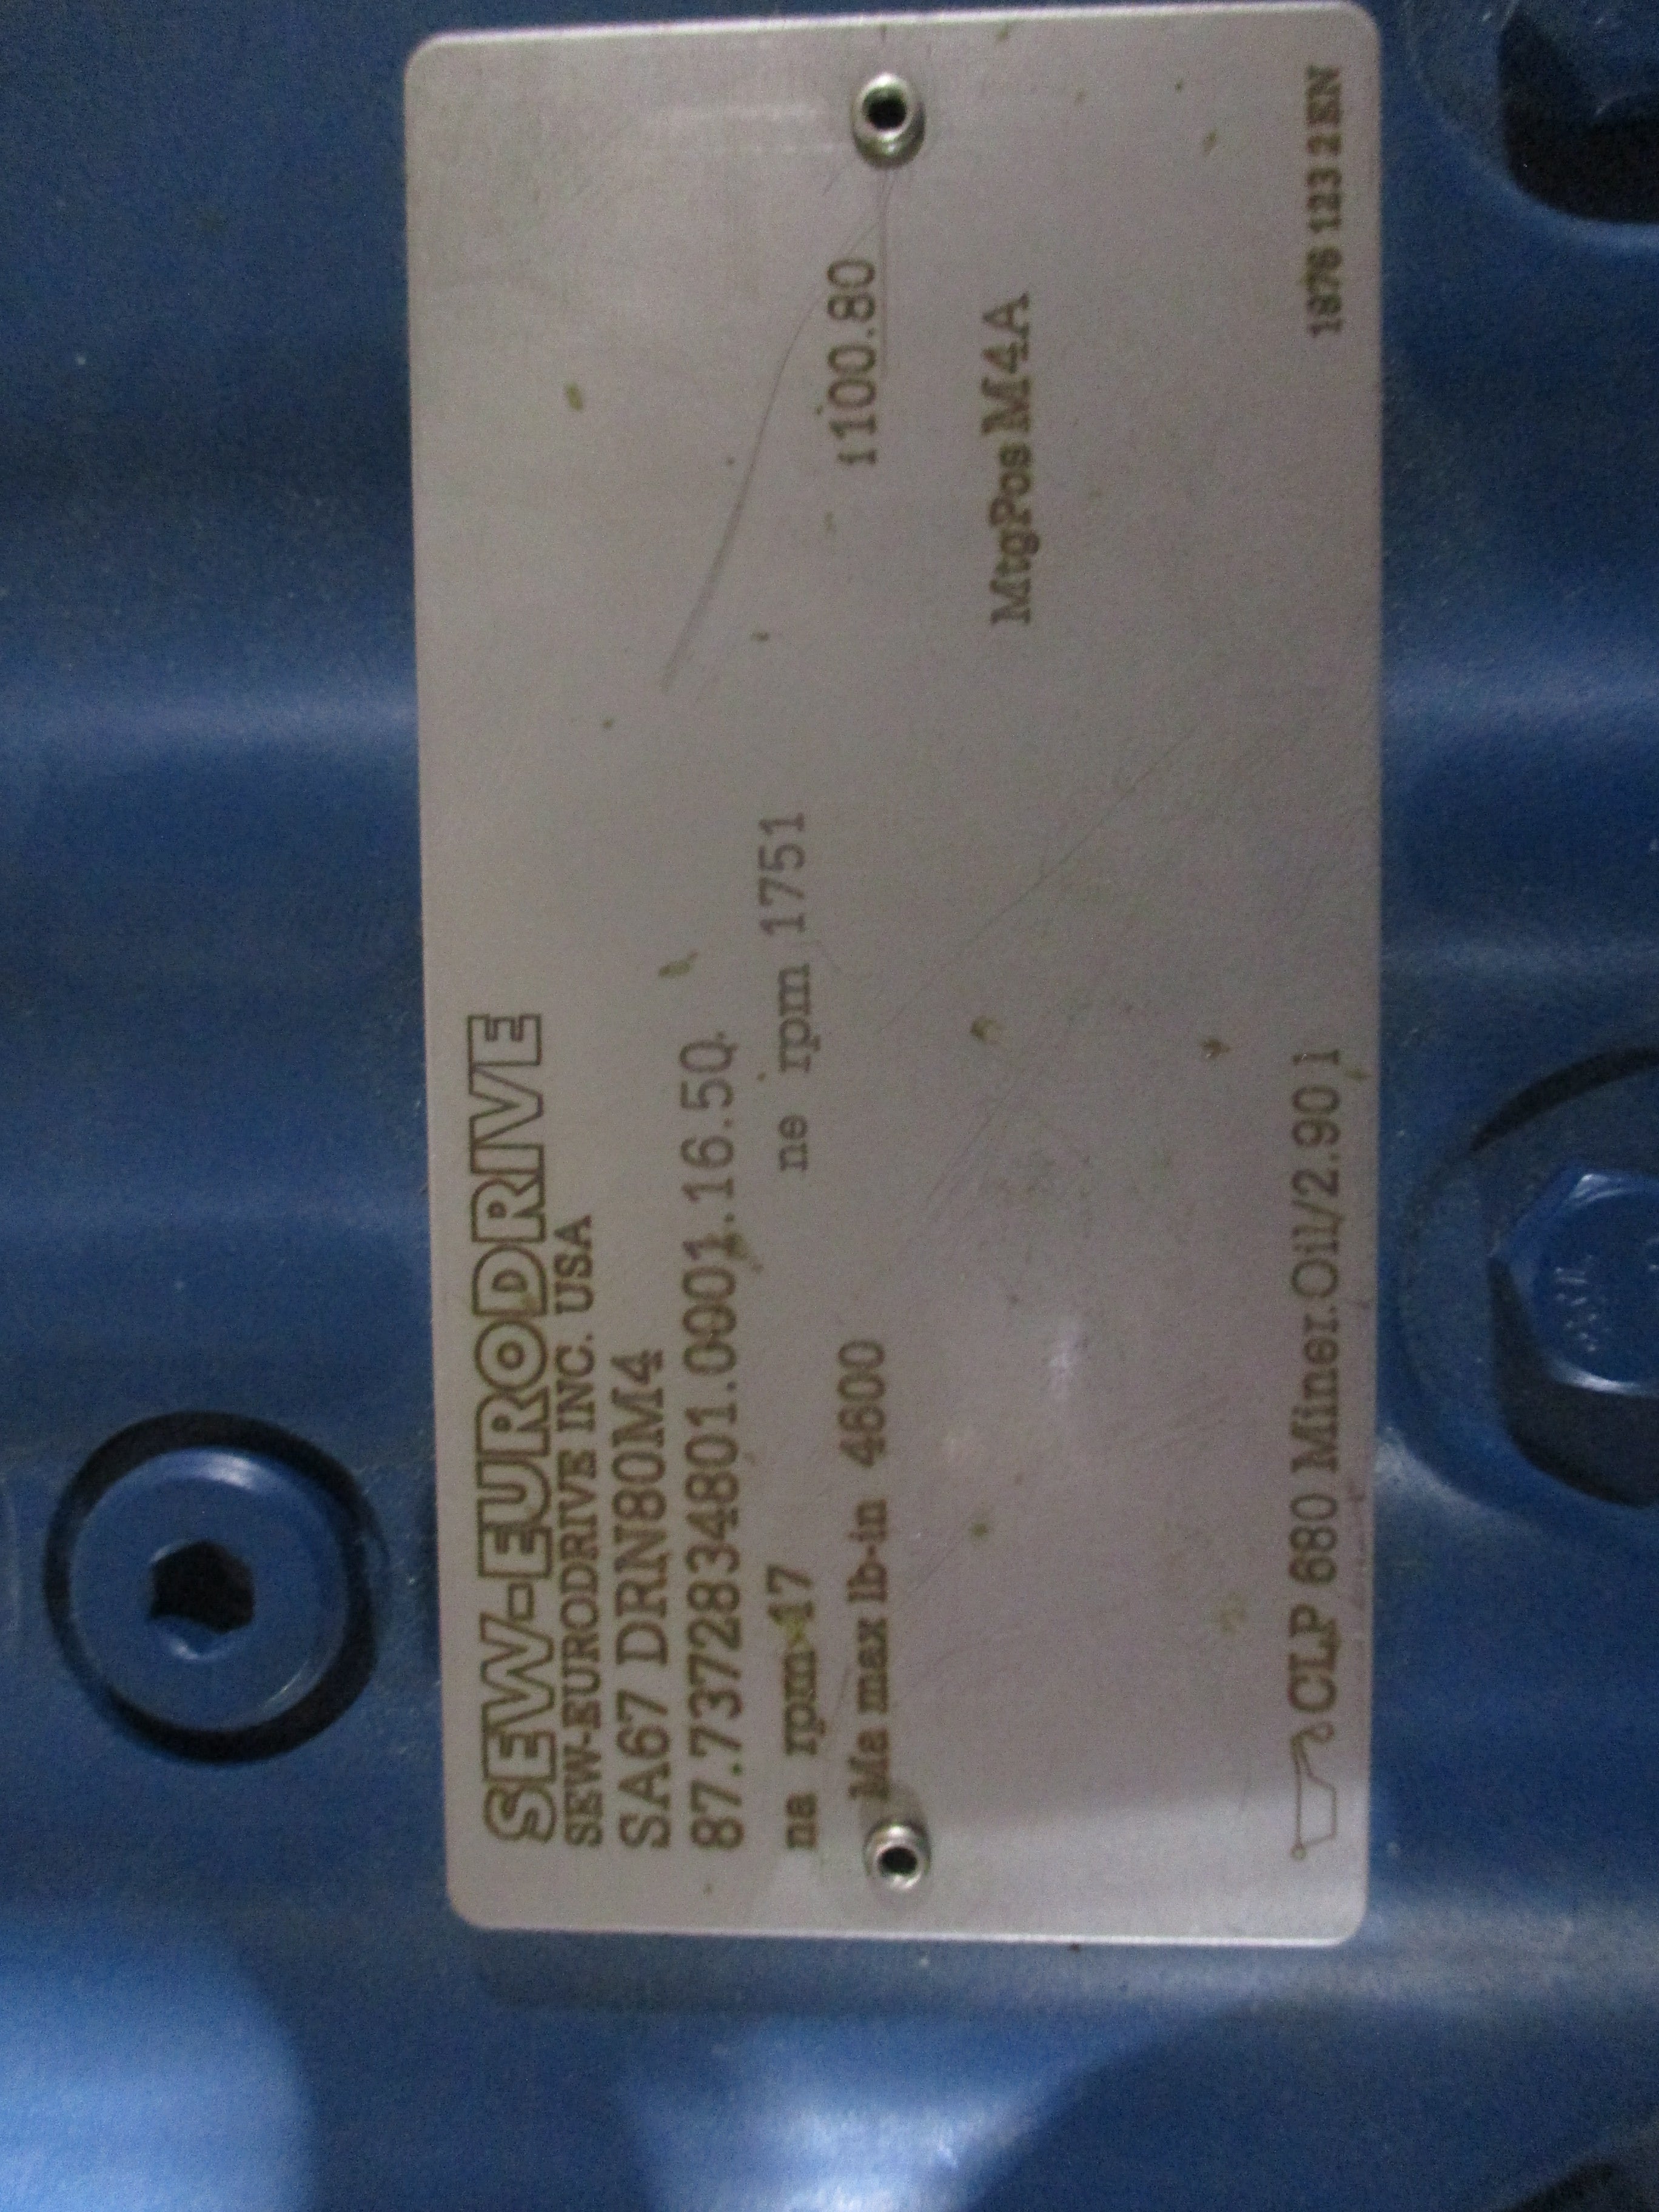 SEW-EURODRIVE
SEW-EURODRIVE INC. USA
SA67 DRN80M4
87.7372834801.0001.16.50
na rpm 17 ne rpm 1751
Ma max lb-in 4600 i 100.80
MtgPos M4A
CLP 680 Miner.Oil/2.90 l 1876 123 2 EN